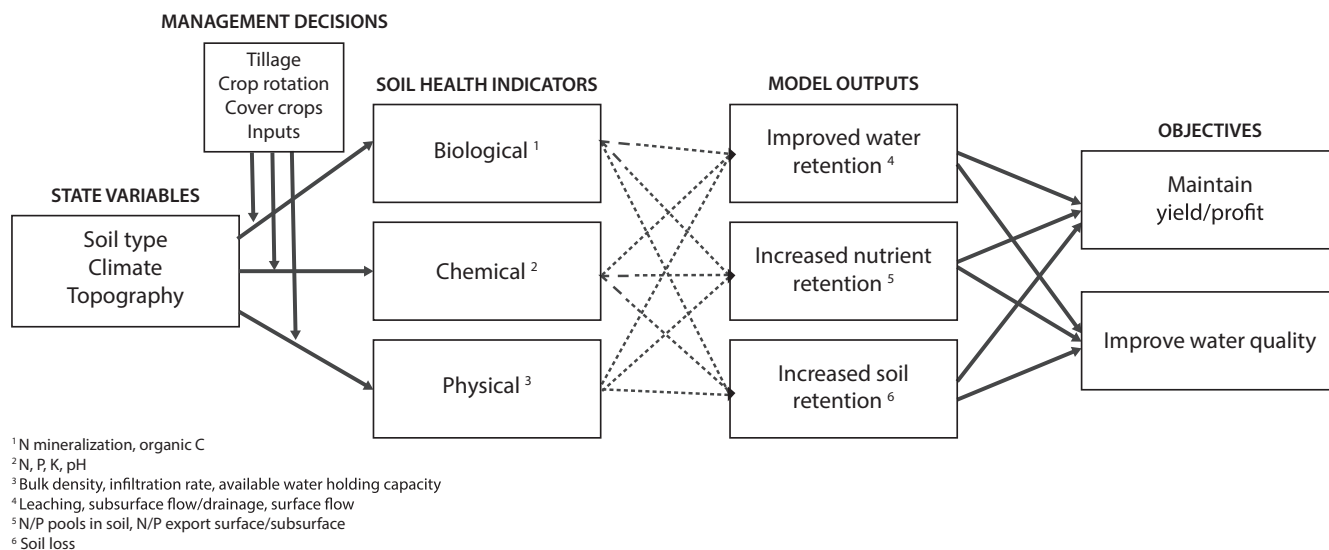 MANAGEMENT DECISIONS
Tillage
Crop rotation
Cover crops
Inputs
STATE VARIABLES
Soil type
Climate
Topography
SOIL HEALTH INDICATORS
Biological ¹
Chemical ²
Physical ³
MODEL OUTPUTS
Improved water
retention ⁴
Increased nutrient
retention ⁵
Increased soil
retention ⁶
OBJECTIVES
Maintain
yield/profit
Improve water quality
¹ N mineralization, organic C
² N, P, K, pH
³ Bulk density, infiltration rate, available water holding capacity
⁴ Leaching, subsurface flow/drainage, surface flow
⁵ N/P pools in soil, N/P export surface/subsurface
⁶ Soil loss